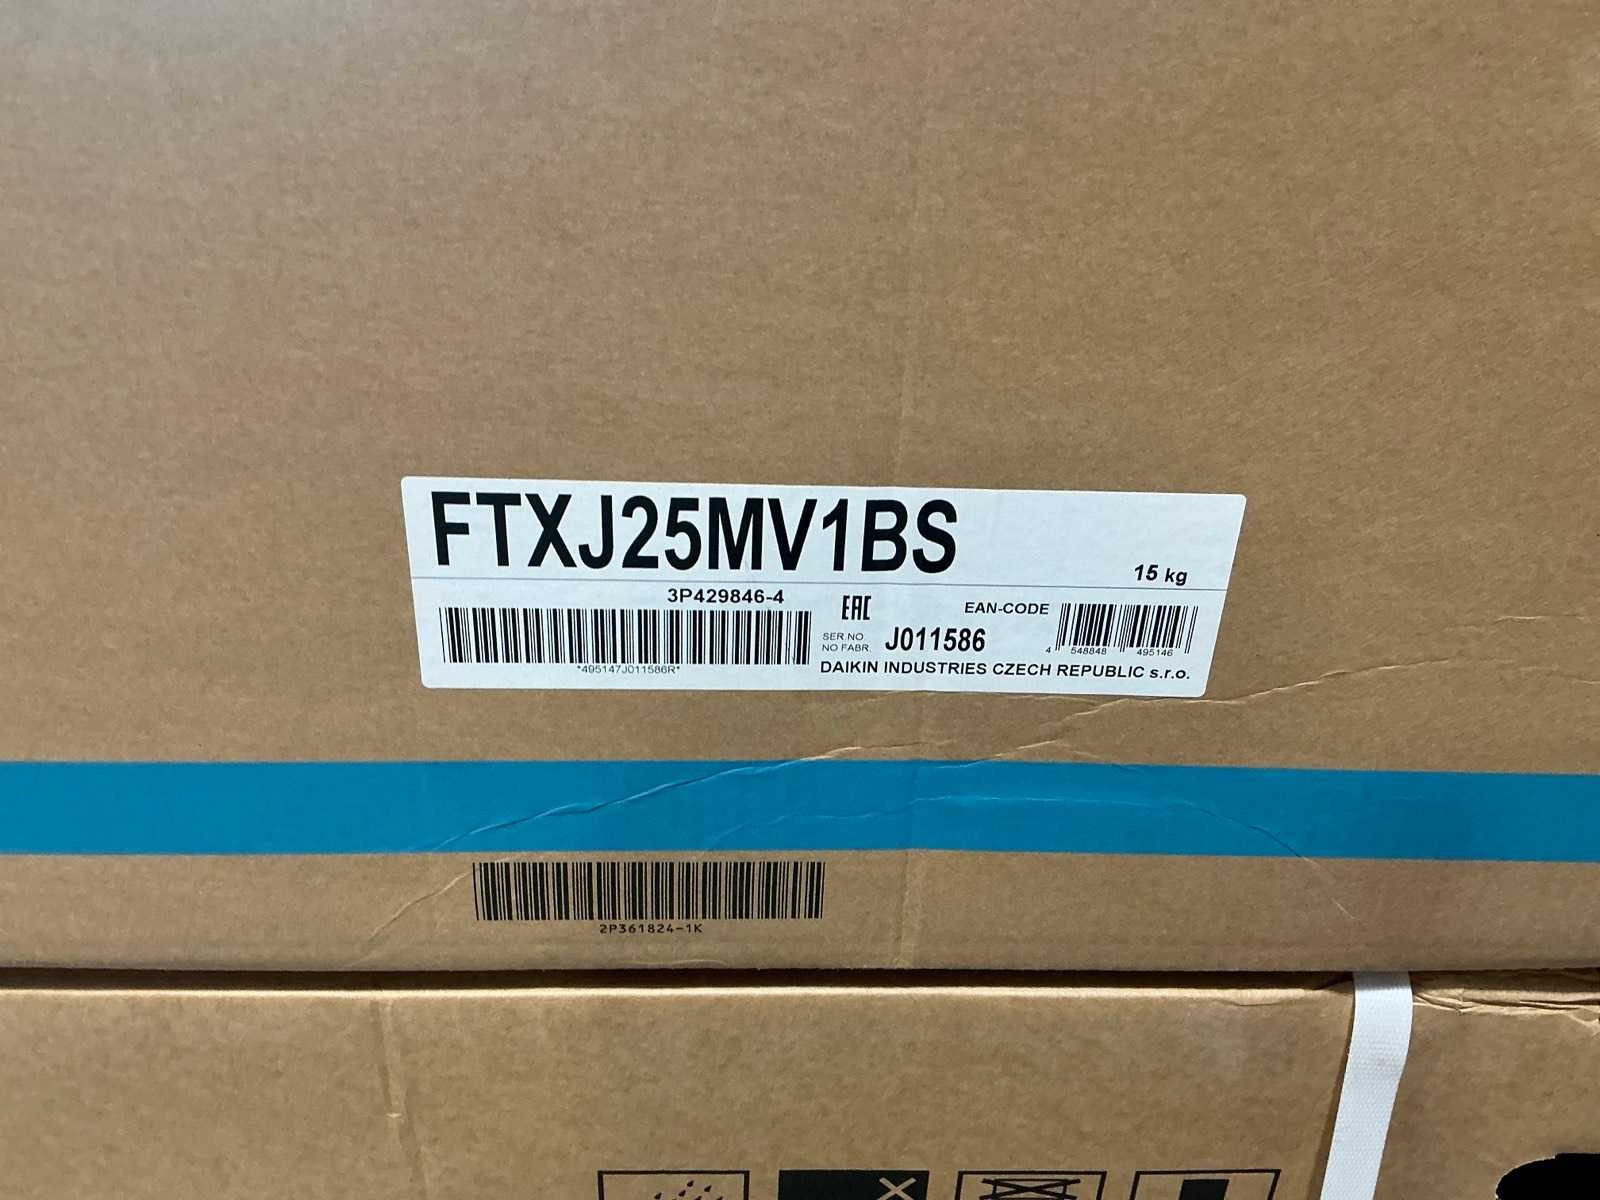 FTXJ25MV1BS
15 kg
3P429846-4
EAC
EAN-CODE
SER.NO.
NO FABR.
J011586
4 548848 495146
*495147J011586R*
DAIKIN INDUSTRIES CZECH REPUBLIC s.r.o.
2P361824-1K